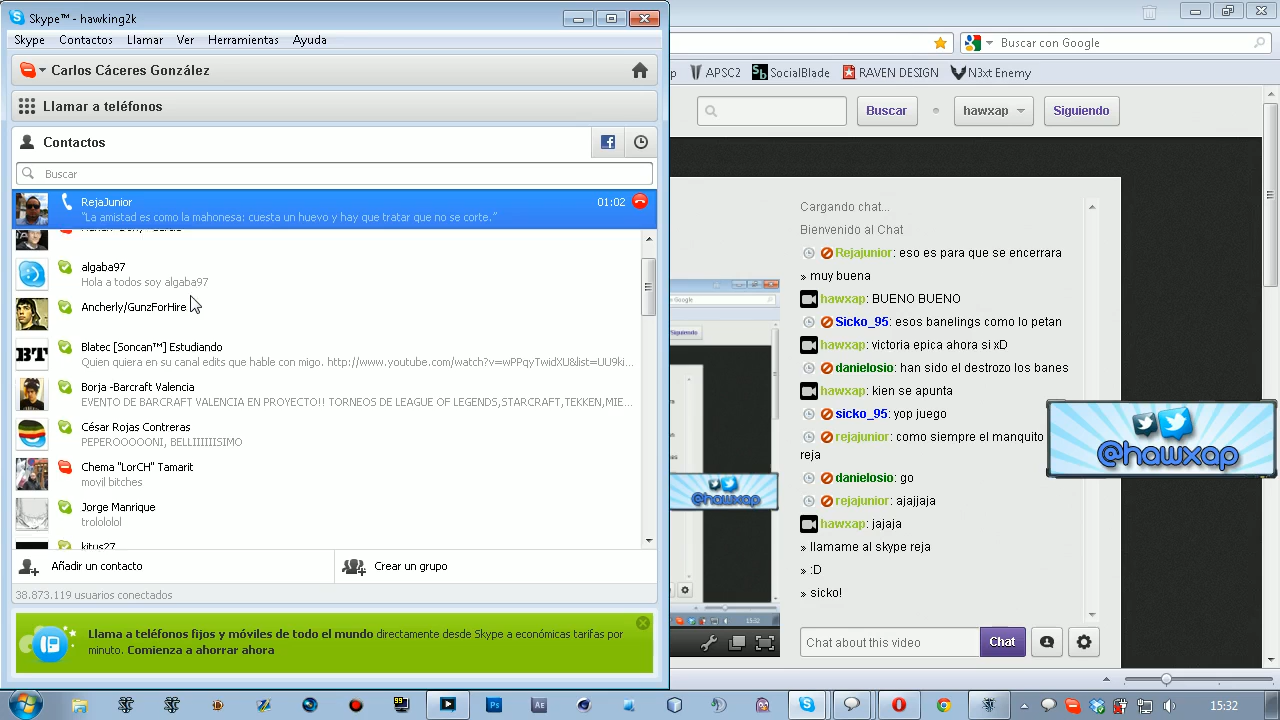 Skype™ - hawking2k
Skype Contactos Llamar Ver Herramientas Ayuda
Carlos Cáceres González
Llamar a teléfonos
Contactos
Buscar
RejaJunior 01:02
"La amistad es como la mahonesa: cuesta un huevo y hay que tratar que no se corte."
algaba97
Hola a todos soy algaba97
Ancherly/GunzForHire
BT
Blater [Soncam™] Estudiando
Quien quiera en su canal edits que hable con migo. http://www.youtube.com/watch?v=wPPqyTwidXU&list=UU9ki...
Borja -Barcraft Valencia
EVENTO DE BARCRAFT VALENCIA EN PROYECTO!! TORNEOS DE LEAGUE OF LEGENDS,STARCRAFT,TEKKEN,MIE...
César Rojas Contreras
PEPEROOOOONI, BELLIIIIIISIMO
Chema "LorCH" Tamarit
movil bitches
Jorge Manrique
trolololol
kitus27
Añadir un contacto
Crear un grupo
38.873.119 usuarios conectados
Llama a teléfonos fijos y móviles de todo el mundo directamente desde Skype a económicas tarifas por
minuto. Comienza a ahorrar ahora
Buscar con Google
APSC2 SocialBlade RAVEN DESIGN N3xt Enemy
Buscar hawxap Siguiendo
Cargando chat...
Bienvenido al Chat
Rejajunior: eso es para que se encerrara
» muy buena
hawxap: BUENO BUENO
Sicko_95: esos banelings como lo petan
hawxap: victoria epica ahora si xD
danielosio: han sido el destrozo los banes
hawxap: kien se apunta
sicko_95: yop juego
rejajunior: como siempre el manquito
reja
danielosio: go
rejajunior: ajajjaja
hawxap: jajaja
» llamame al skype reja
» :D
» sicko!
Chat about this video Chat
@hawxap
@hawxap
Siguiendo
15:32
Ps
Ae
15:32